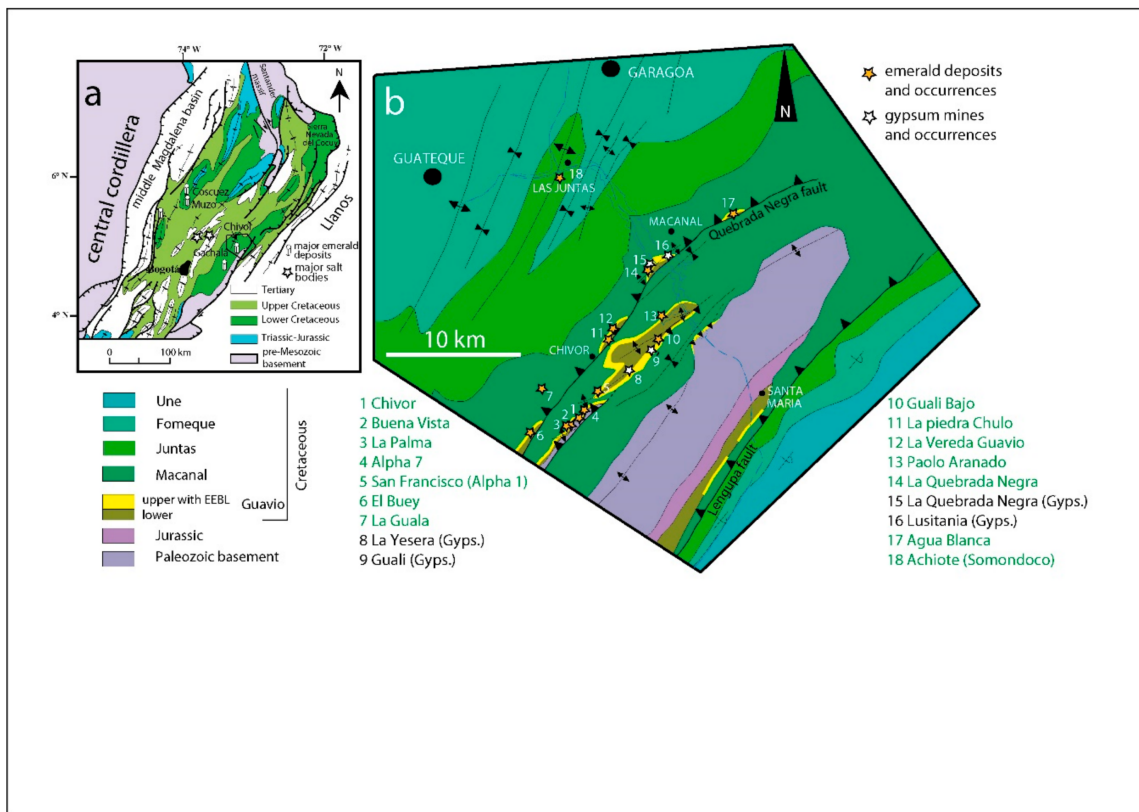 a
74° W
72° W
N
6° N
4° N
central cordillera
middle Magdalena basin
Santander
massif
Sierra
Nevada
del Cocuy
Llanos
Coscuez
Muzo
Chivor
Gachalá
Bogotá
major emerald
deposits
major salt
bodies
Tertiary
Upper Cretaceous
Lower Cretaceous
Triassic-Jurassic
pre-Mesozoic
basement
0 100 km
b
GARAGOA
GUATEQUE
18
LAS JUNTAS
N
17
Quebrada Negra fault
MACANAL
16
15
14
13
12
11
10
9
8
CHIVOR
10 km
7
5
1
2
3
4
6
SANTA
MARIA
Lengupa fault
emerald deposits
and occurrences
gypsum mines
and occurrences
Une
Fomeque
Juntas
Macanal
upper with EEBL
lower
Guavio
Cretaceous
Jurassic
Paleozoic basement
1 Chivor
2 Buena Vista
3 La Palma
4 Alpha 7
5 San Francisco (Alpha 1)
6 El Buey
7 La Guala
8 La Yesera (Gyps.)
9 Guali (Gyps.)
10 Guali Bajo
11 La piedra Chulo
12 La Vereda Guavio
13 Paolo Aranado
14 La Quebrada Negra
15 La Quebrada Negra (Gyps.)
16 Lusitania (Gyps.)
17 Agua Blanca
18 Achiote (Somondoco)